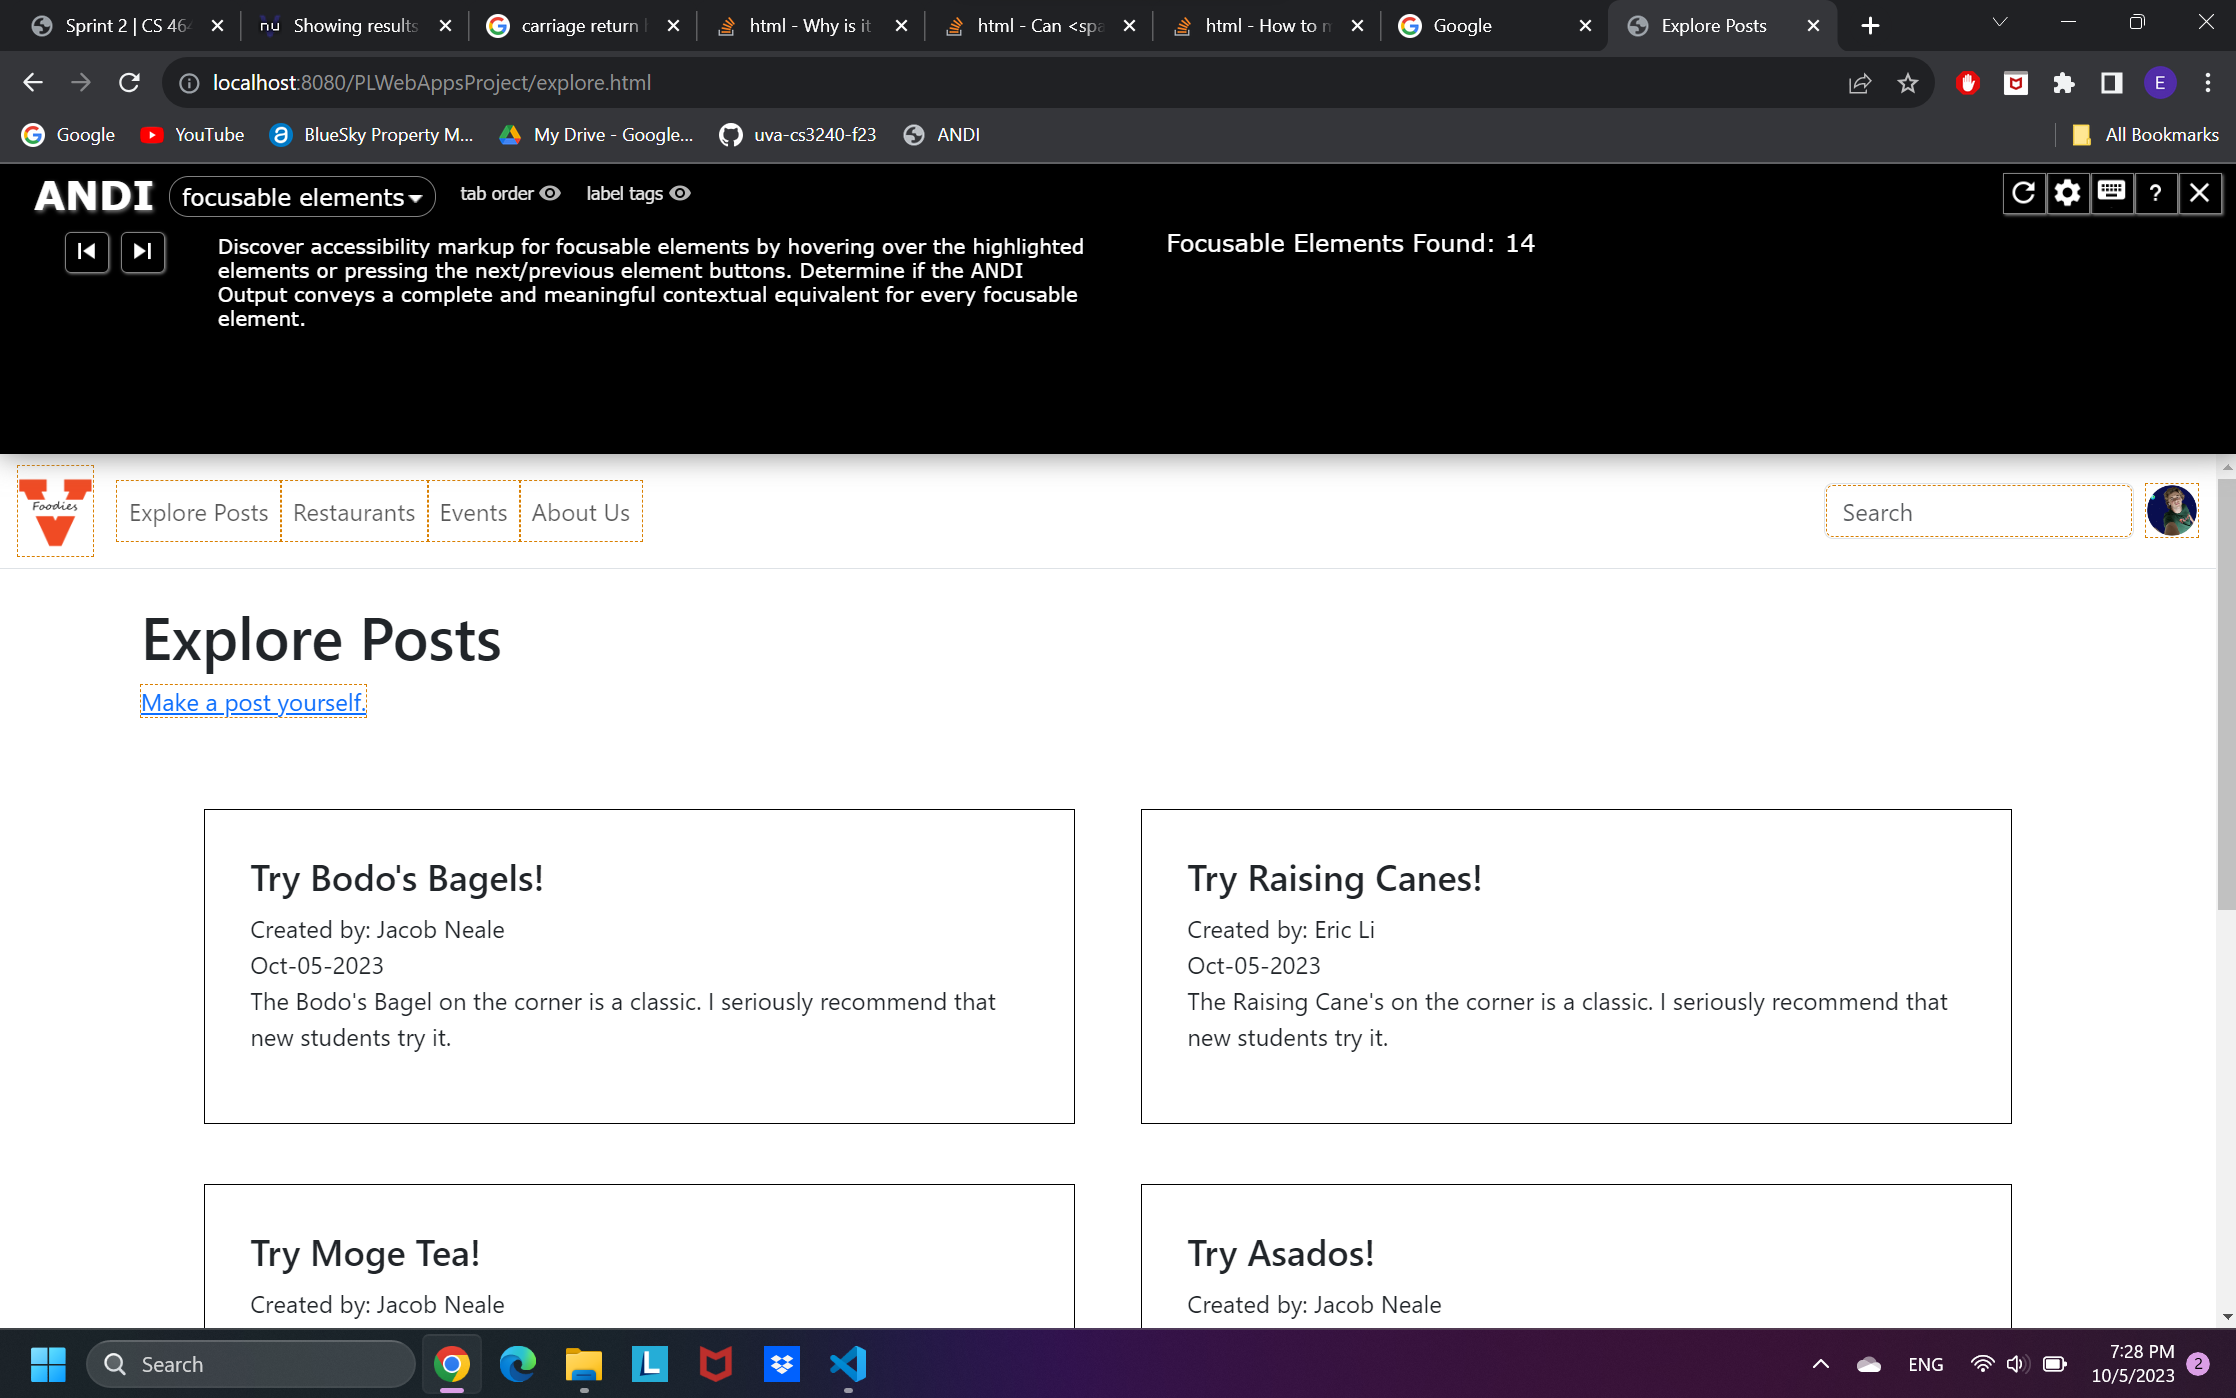 Sprint 2 | CS 464
Showing results
carriage return
html - Why is it
html - Can <spa
html - How to m
Google
Explore Posts
localhost:8080/PLWebAppsProject/explore.html
E
Google
YouTube
BlueSky Property M...
My Drive - Google...
uva-cs3240-f23
ANDI
All Bookmarks
ANDI
focusable elements
tab order
label tags
?
Discover accessibility markup for focusable elements by hovering over the highlighted
elements or pressing the next/previous element buttons. Determine if the ANDI
Output conveys a complete and meaningful contextual equivalent for every focusable
element.
Focusable Elements Found: 14
Foodies
Explore Posts
Restaurants
Events
About Us
Search
Explore Posts
Make a post yourself.
Try Bodo's Bagels!
Created by: Jacob Neale
Oct-05-2023
The Bodo's Bagel on the corner is a classic. I seriously recommend that
new students try it.
Try Raising Canes!
Created by: Eric Li
Oct-05-2023
The Raising Cane's on the corner is a classic. I seriously recommend that
new students try it.
Try Moge Tea!
Created by: Jacob Neale
Try Asados!
Created by: Jacob Neale
Search
ENG
7:28 PM
10/5/2023
2